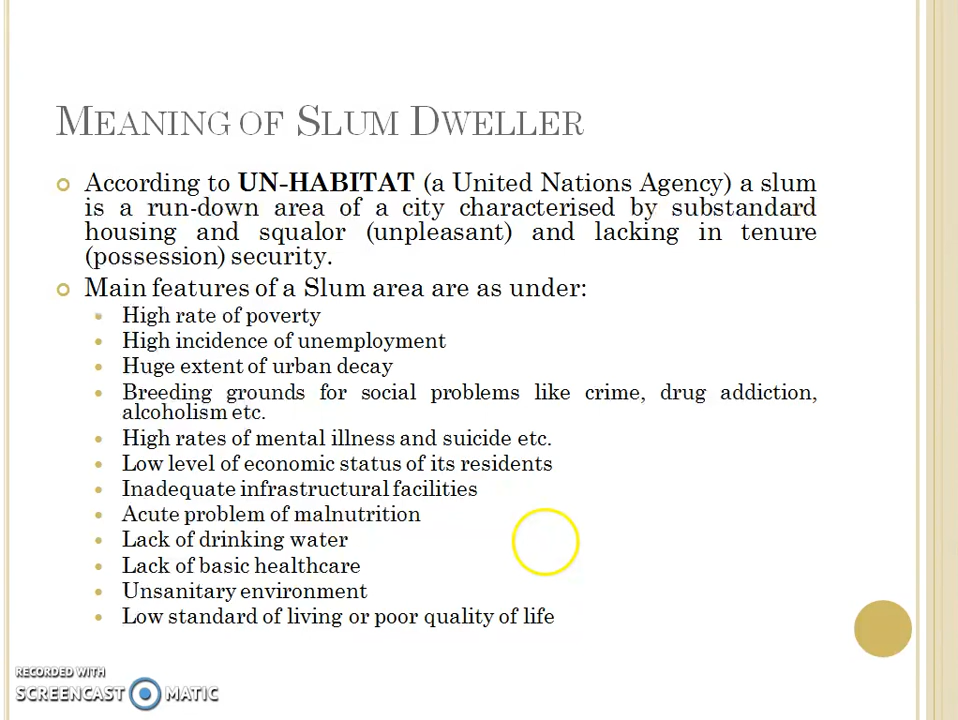 MEANING OF SLUM DWELLER
According to UN-HABITAT (a United Nations Agency) a slum
is a run-down area of a city characterised by substandard
housing and squalor (unpleasant) and lacking in tenure
(possession) security.
Main features of a Slum area are as under:
High rate of poverty
High incidence of unemployment
Huge extent of urban decay
Breeding grounds for social problems like crime, drug addiction,
alcoholism etc.
High rates of mental illness and suicide etc.
Low level of economic status of its residents
Inadequate infrastructural facilities
Acute problem of malnutrition
Lack of drinking water
Lack of basic healthcare
Unsanitary environment
Low standard of living or poor quality of life
RECORDED WITH
SCREENCAST MATIC